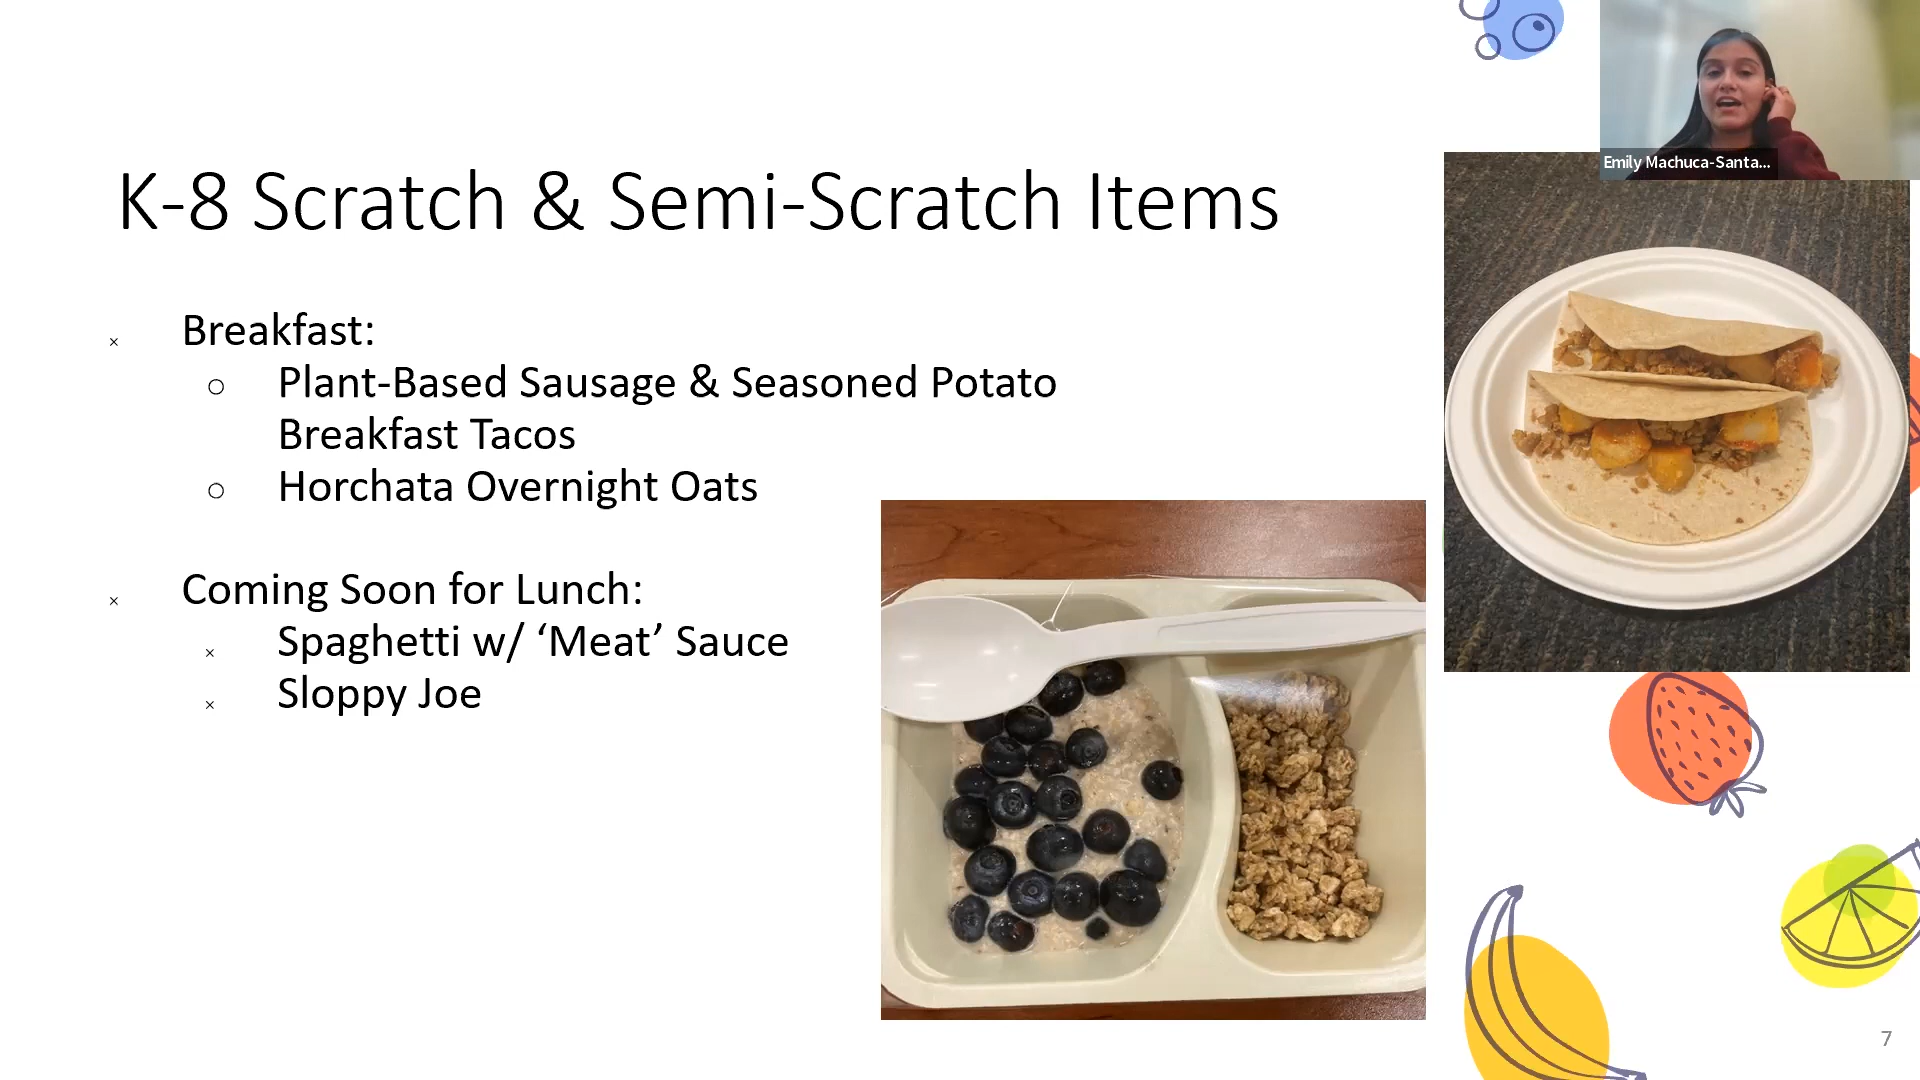 Emily Machuca-Santa...
K-8 Scratch & Semi-Scratch Items
× Breakfast:
○ Plant-Based Sausage & Seasoned Potato
Breakfast Tacos
○ Horchata Overnight Oats
× Coming Soon for Lunch:
× Spaghetti w/ ‘Meat’ Sauce
× Sloppy Joe
7